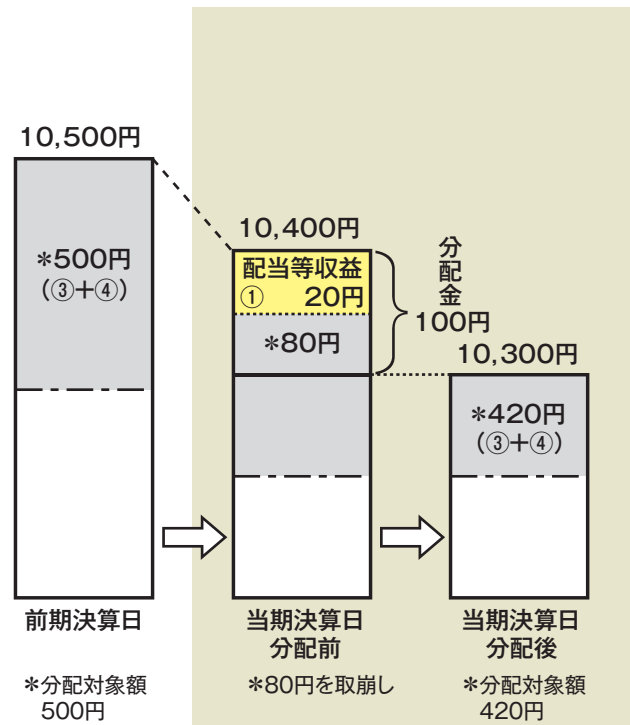 10,500円
*500円
(③+④)
前期決算日
*分配対象額
500円
10,400円
配当等収益
① 20円
*80円
分配金
100円
当期決算日
分配前
*80円を取崩し
10,300円
*420円
(③+④)
当期決算日
分配後
*分配対象額
420円